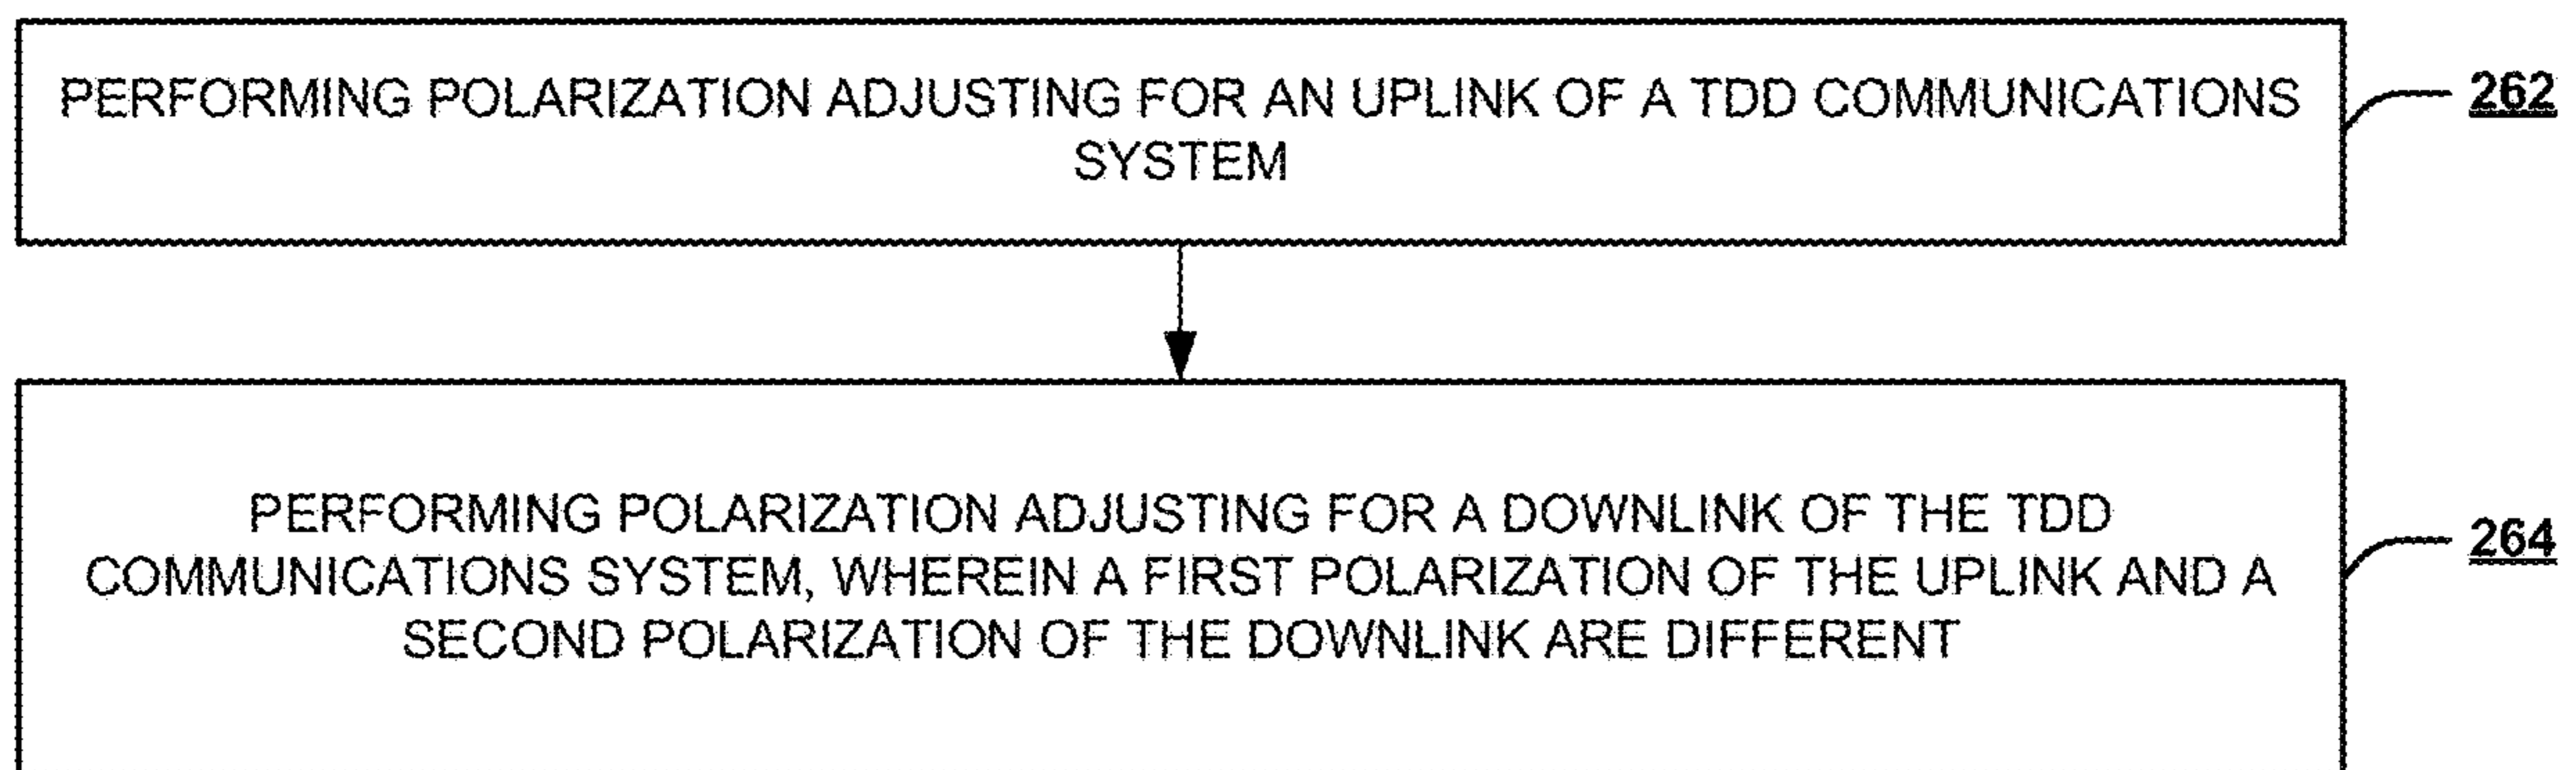 PERFORMING POLARIZATION ADJUSTING FOR AN UPLINK OF A TDD COMMUNICATIONS
SYSTEM
262
PERFORMING POLARIZATION ADJUSTING FOR A DOWNLINK OF THE TDD
COMMUNICATIONS SYSTEM, WHEREIN A FIRST POLARIZATION OF THE UPLINK AND A
SECOND POLARIZATION OF THE DOWNLINK ARE DIFFERENT
264